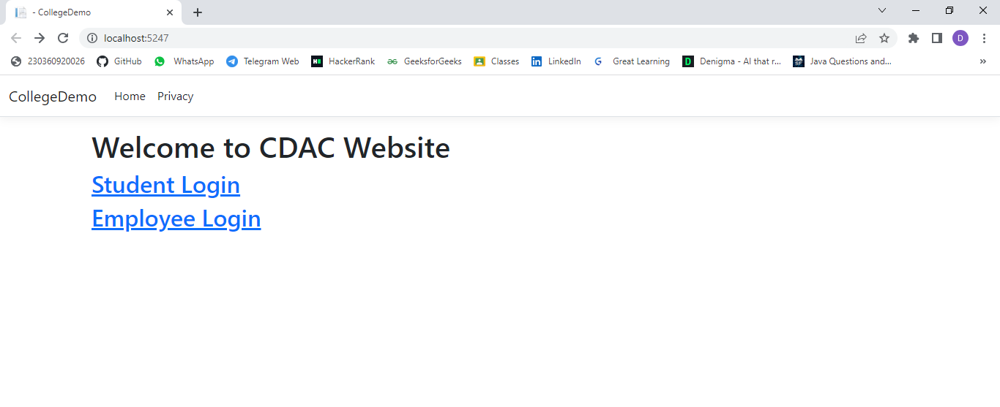 - CollegeDemo
localhost:5247
230360920026 GitHub WhatsApp Telegram Web HackerRank GeeksforGeeks Classes LinkedIn Great Learning Denigma - AI that r... Java Questions and... »
D
CollegeDemo Home Privacy
Welcome to CDAC Website
Student Login
Employee Login